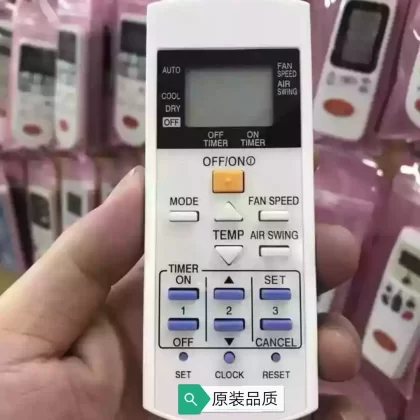 AUTO
FAN
SPEED
AIR
SWING
COOL
DRY
OFF
OFF
TIMER
ON
TIMER
OFF/ON
MODE
FAN SPEED
TEMP
AIR SWING
TIMER
ON
▲
SET
1
2
3
OFF
▼
CANCEL
SET
CLOCK
RESET
原装品质